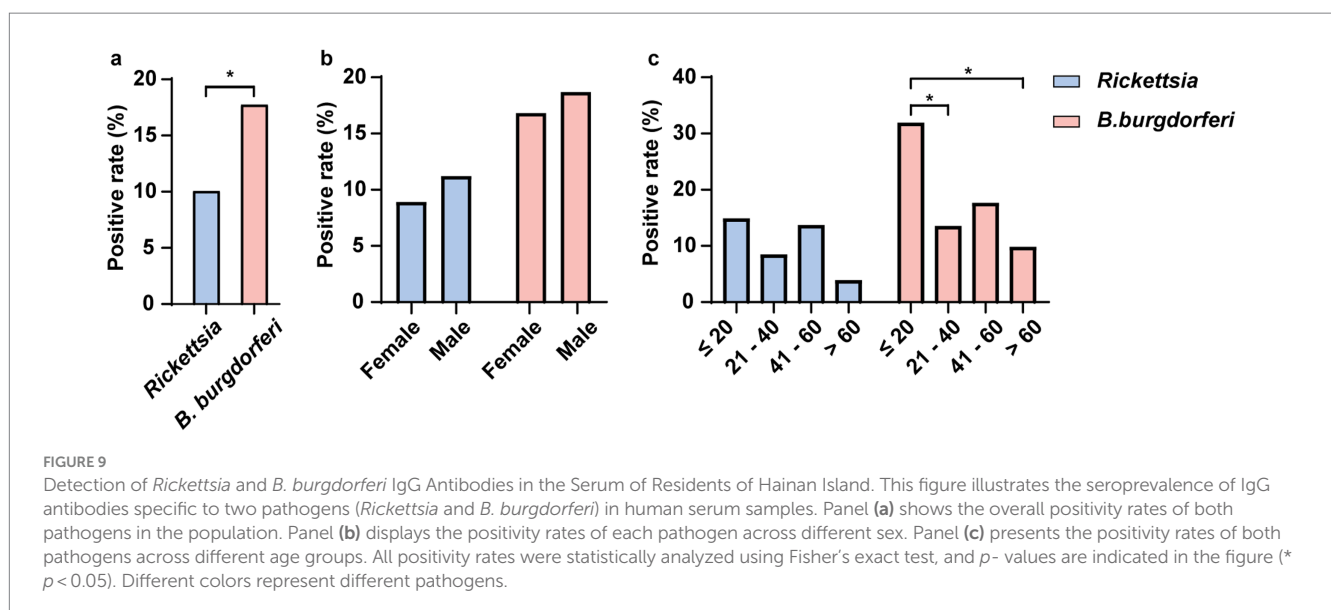 a
*
Positive rate (%)
20
15
10
5
0
Rickettsia
B. burgdorferi
b
Positive rate (%)
20
15
10
5
0
Female
Male
Female
Male
c
Positive rate (%)
40
30
20
10
0
*
*
≤ 20
21 - 40
41 - 60
> 60
≤ 20
21 - 40
41 - 60
> 60
Rickettsia
B.burgdorferi
FIGURE 9
Detection of Rickettsia and B. burgdorferi IgG Antibodies in the Serum of Residents of Hainan Island. This figure illustrates the seroprevalence of IgG
antibodies specific to two pathogens (Rickettsia and B. burgdorferi) in human serum samples. Panel (a) shows the overall positivity rates of both
pathogens in the population. Panel (b) displays the positivity rates of each pathogen across different sex. Panel (c) presents the positivity rates of both
pathogens across different age groups. All positivity rates were statistically analyzed using Fisher’s exact test, and p- values are indicated in the figure (*
p < 0.05). Different colors represent different pathogens.